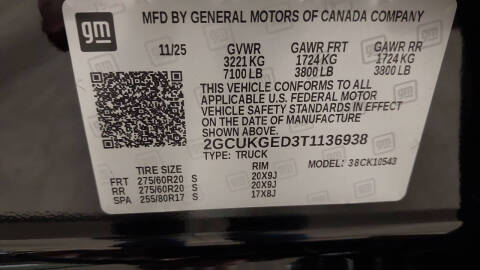 MFD BY GENERAL MOTORS OF CANADA COMPANY
gm
11/25 GVWR GAWR FRT GAWR RR
3221 KG 1724 KG 1724 KG
7100 LB 3800 LB 3800 LB
THIS VEHICLE CONFORMS TO ALL
APPLICABLE U.S. FEDERAL MOTOR
VEHICLE SAFETY STANDARDS IN EFFECT
ON THE DATE OF MANUFACTURE
SHOWN ABOVE.
2GCUKGED3T1136938
TYPE: TRUCK MODEL: 38CK10543
TIRE SIZE RIM
FRT 275/60R20 S 20X9J
RR 275/60R20 S 20X9J
SPA 255/80R17 S 17X8J